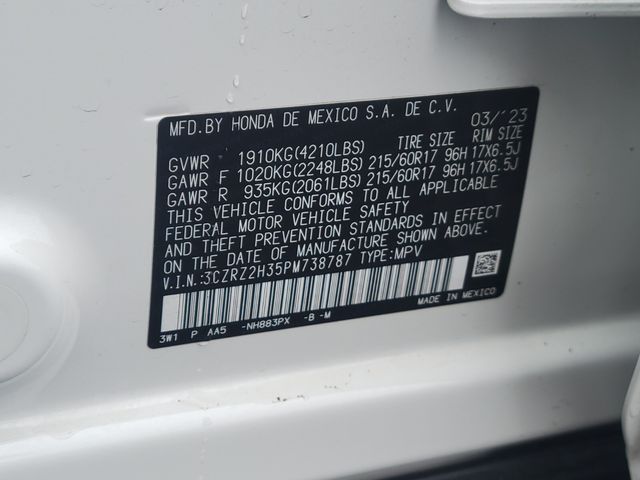 MFD.BY HONDA DE MEXICO S.A. DE C.V. 03/'23
GVWR 1910KG(4210LBS) TIRE SIZE RIM SIZE
GAWR F 1020KG(2248LBS) 215/60R17 96H 17X6.5J
GAWR R 935KG(2061LBS) 215/60R17 96H 17X6.5J
THIS VEHICLE CONFORMS TO ALL APPLICABLE
FEDERAL MOTOR VEHICLE SAFETY
AND THEFT PREVENTION STANDARDS IN EFFECT
ON THE DATE OF MANUFACTURE SHOWN ABOVE.
V.I.N.:3CZRZ2H35PM738787 TYPE:MPV
MADE IN MEXICO
3W1 P AA5 -NH883PX -B -M